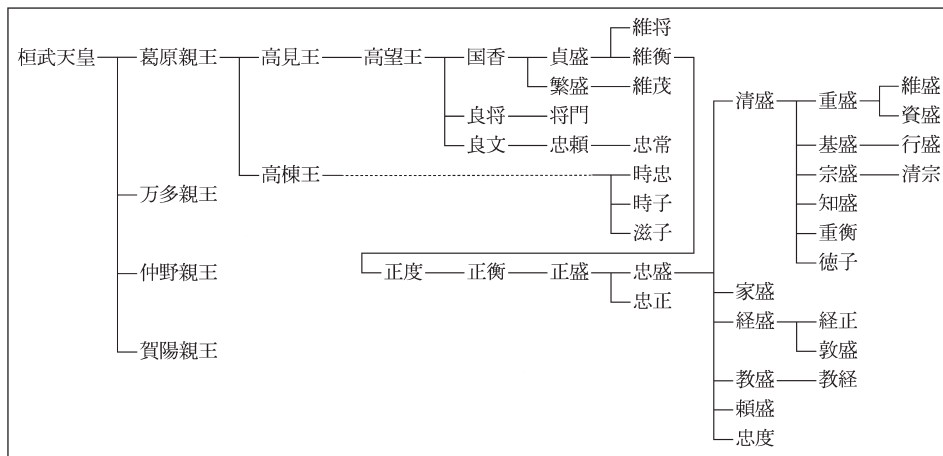 維将
桓武天皇 葛原親王 高見王 高望王 国香 貞盛 維衡
繁盛 維茂
清盛 重盛 維盛
資盛
良将 将門
良文 忠頼 忠常
基盛 行盛
高棟王 時忠
宗盛 清宗
万多親王 時子
知盛
滋子
重衡
徳子
仲野親王 正度 正衡 正盛 忠盛
忠正
家盛
経盛 経正
賀陽親王 敦盛
教盛 教経
頼盛
忠度